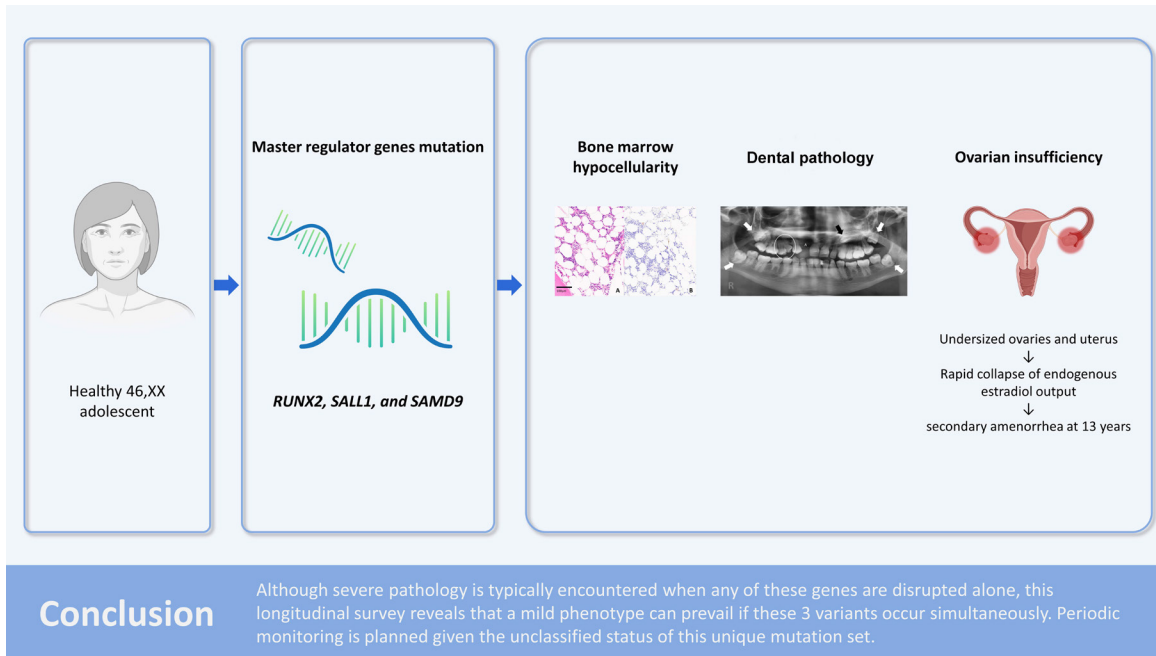 Healthy 46,XX
adolescent
Master regulator genes mutation
RUNX2, SALL1, and SAMD9
Bone marrow
hypocellularity
A
B
Dental pathology
R
Ovarian insufficiency
Undersized ovaries and uterus
↓
Rapid collapse of endogenous
estradiol output
↓
secondary amenorrhea at 13 years
Conclusion
Although severe pathology is typically encountered when any of these genes are disrupted alone, this
longitudinal survey reveals that a mild phenotype can prevail if these 3 variants occur simultaneously. Periodic
monitoring is planned given the unclassified status of this unique mutation set.